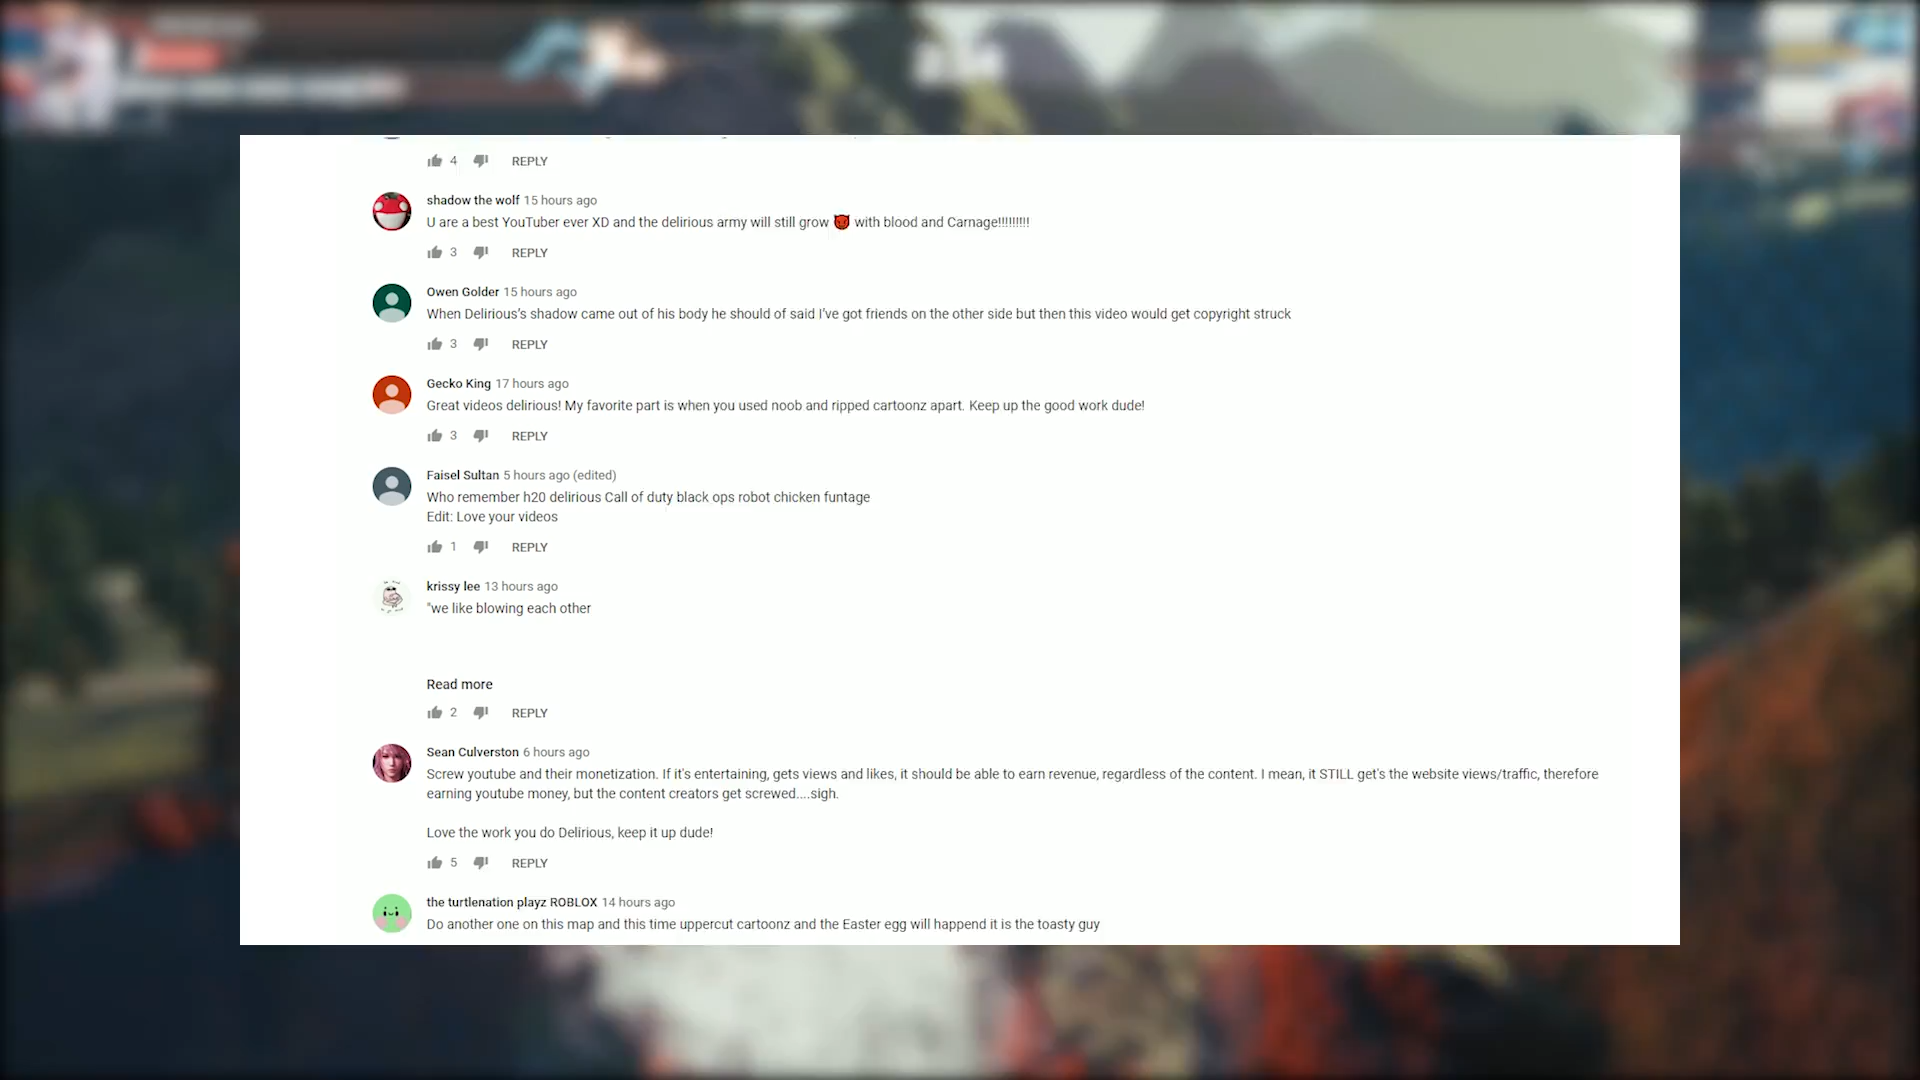 4 REPLY
shadow the wolf 15 hours ago
U are a best YouTuber ever XD and the delirious army will still grow 👿 with blood and Carnage!!!!!!!!!
3 REPLY
Owen Golder 15 hours ago
When Delirious's shadow came out of his body he should of said I've got friends on the other side but then this video would get copyright struck
3 REPLY
Gecko King 17 hours ago
Great videos delirious! My favorite part is when you used noob and ripped cartoonz apart. Keep up the good work dude!
3 REPLY
Faisel Sultan 5 hours ago (edited)
Who remember h20 delirious Call of duty black ops robot chicken funtage
Edit: Love your videos
1 REPLY
krissy lee 13 hours ago
"we like blowing each other
Read more
2 REPLY
Sean Culverston 6 hours ago
Screw youtube and their monetization. If it's entertaining, gets views and likes, it should be able to earn revenue, regardless of the content. I mean, it STILL get's the website views/traffic, therefore
earning youtube money, but the content creators get screwed....sigh.
Love the work you do Delirious, keep it up dude!
5 REPLY
the turtlenation playz ROBLOX 14 hours ago
Do another one on this map and this time uppercut cartoonz and the Easter egg will happend it is the toasty guy